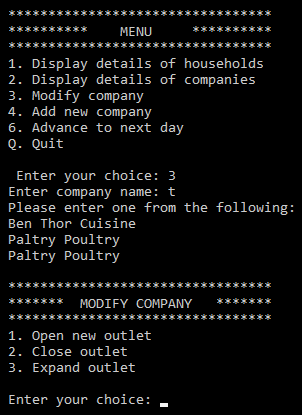 *********************************
**********    MENU     **********
*********************************
1. Display details of households
2. Display details of companies
3. Modify company
4. Add new company
6. Advance to next day
Q. Quit
Enter your choice: 3
Enter company name: t
Please enter one from the following:
Ben Thor Cuisine
Paltry Poultry
Paltry Poultry
*********************************
*******  MODIFY COMPANY   *******
*********************************
1. Open new outlet
2. Close outlet
3. Expand outlet
Enter your choice: _